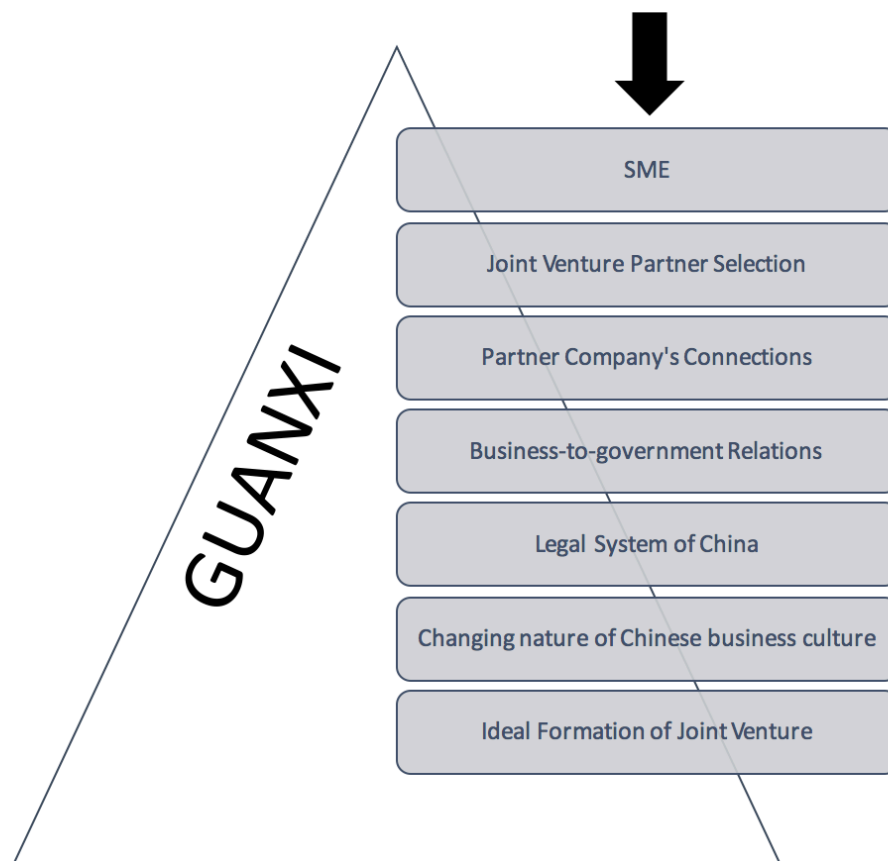 SME
Joint Venture Partner Selection
Partner Company's Connections
GUANXI
Business-to-government Relations
Legal System of China
Changing nature of Chinese business culture
Ideal Formation of Joint Venture